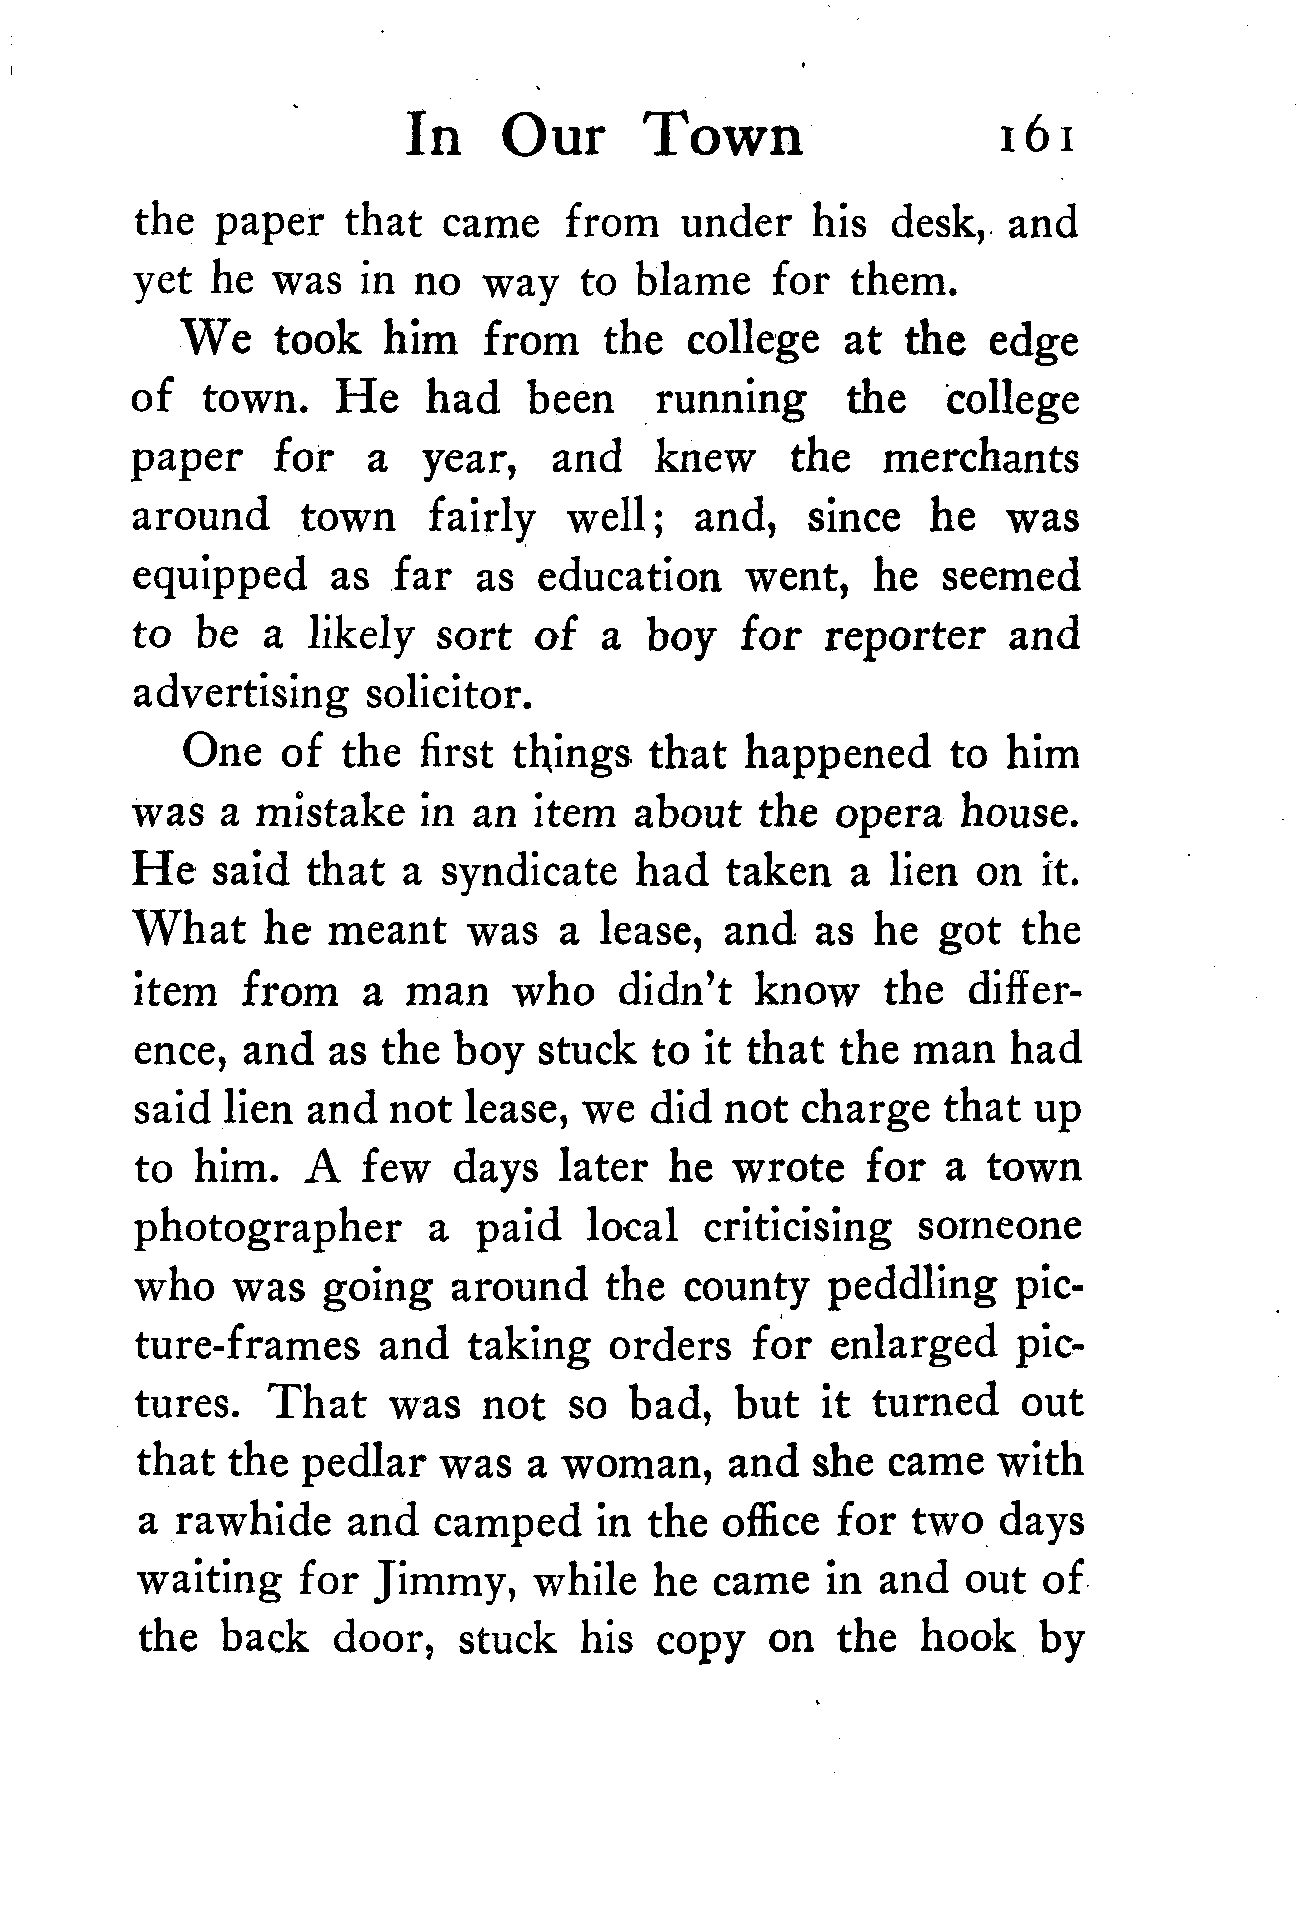 In Our Town 161
the paper that came from under his desk, and
yet he was in no way to blame for them.
We took him from the college at the edge
of town. He had been running the college
paper for a year, and knew the merchants
around town fairly well; and, since he was
equipped as far as education went, he seemed
to be a likely sort of a boy for reporter and
advertising solicitor.
One of the first things that happened to him
was a mistake in an item about the opera house.
He said that a syndicate had taken a lien on it.
What he meant was a lease, and as he got the
item from a man who didn't know the differ-
ence, and as the boy stuck to it that the man had
said lien and not lease, we did not charge that up
to him. A few days later he wrote for a town
photographer a paid local criticising someone
who was going around the county peddling pic-
ture-frames and taking orders for enlarged pic-
tures. That was not so bad, but it turned out
that the pedlar was a woman, and she came with
a rawhide and camped in the office for two days
waiting for Jimmy, while he came in and out of
the back door, stuck his copy on the hook by